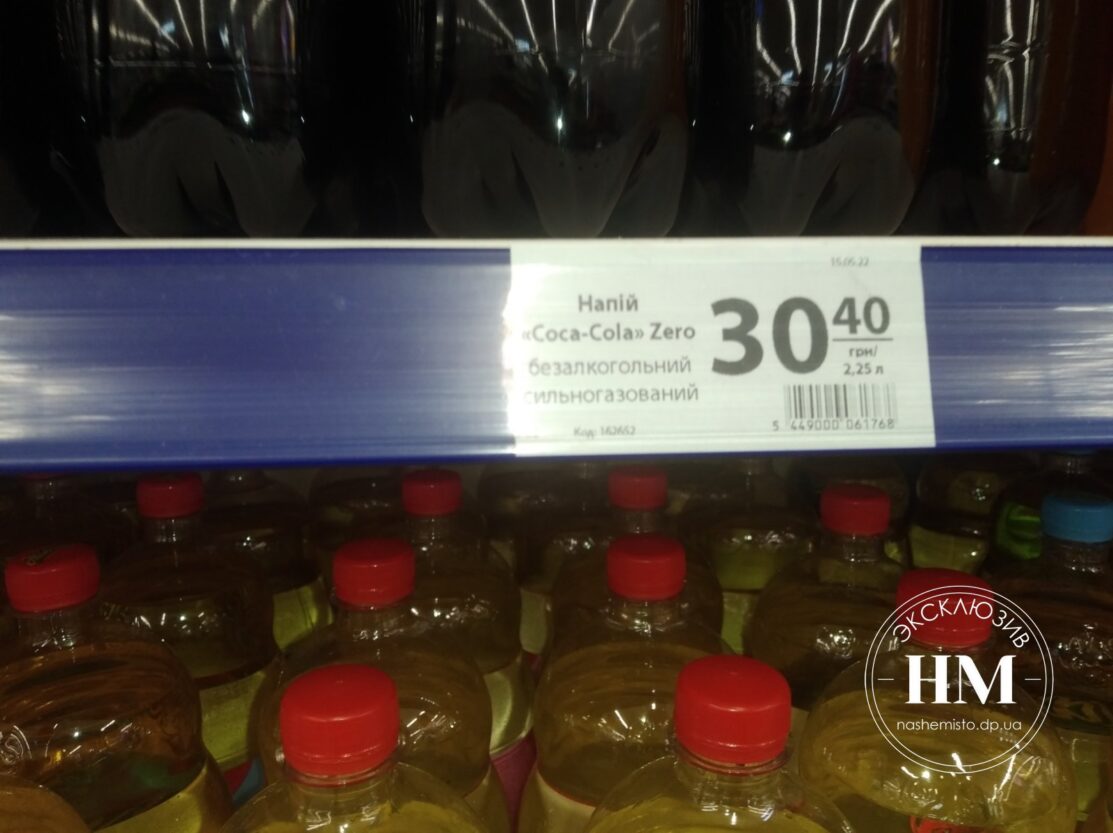 15.05.22
Напій
«Coca-Cola» Zero
безалкогольний
сильногазований
30 40
грн/
2,25 л
Код: 162652
5 449000 061768
ЭКСКЛЮЗИВ
НМ
nashemisto.dp.ua